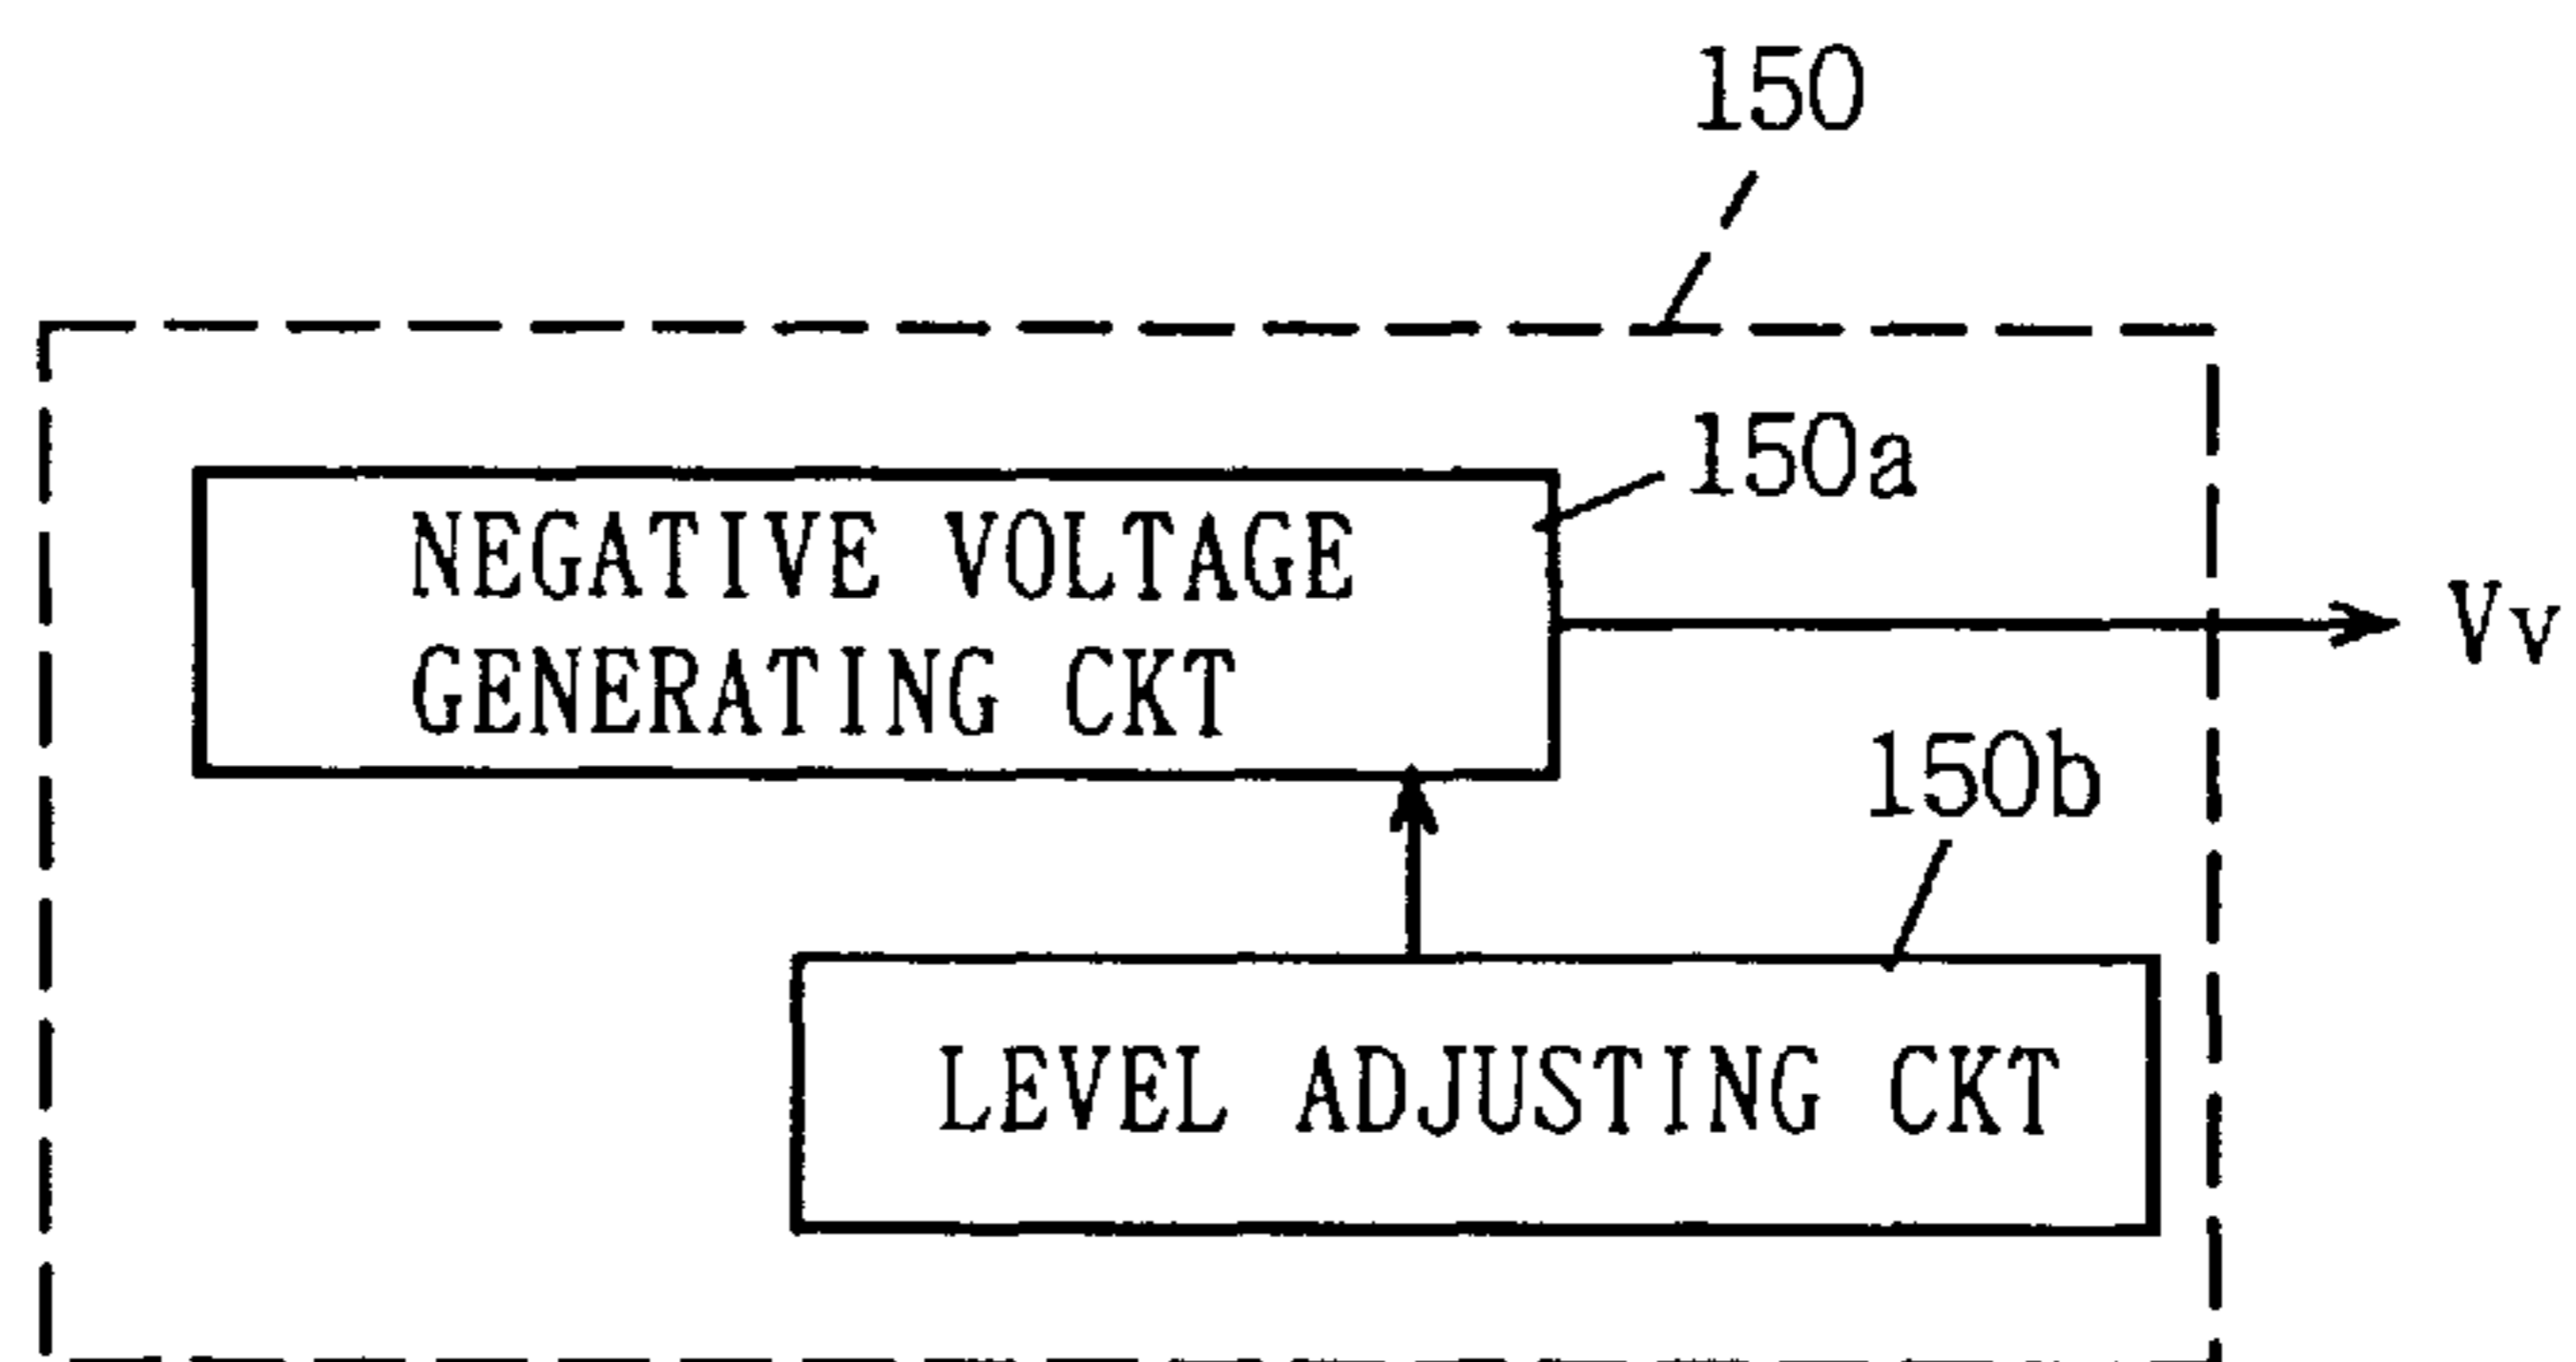 150
150a
NEGATIVE VOLTAGE
GENERATING CKT
Vv
150b
LEVEL ADJUSTING CKT